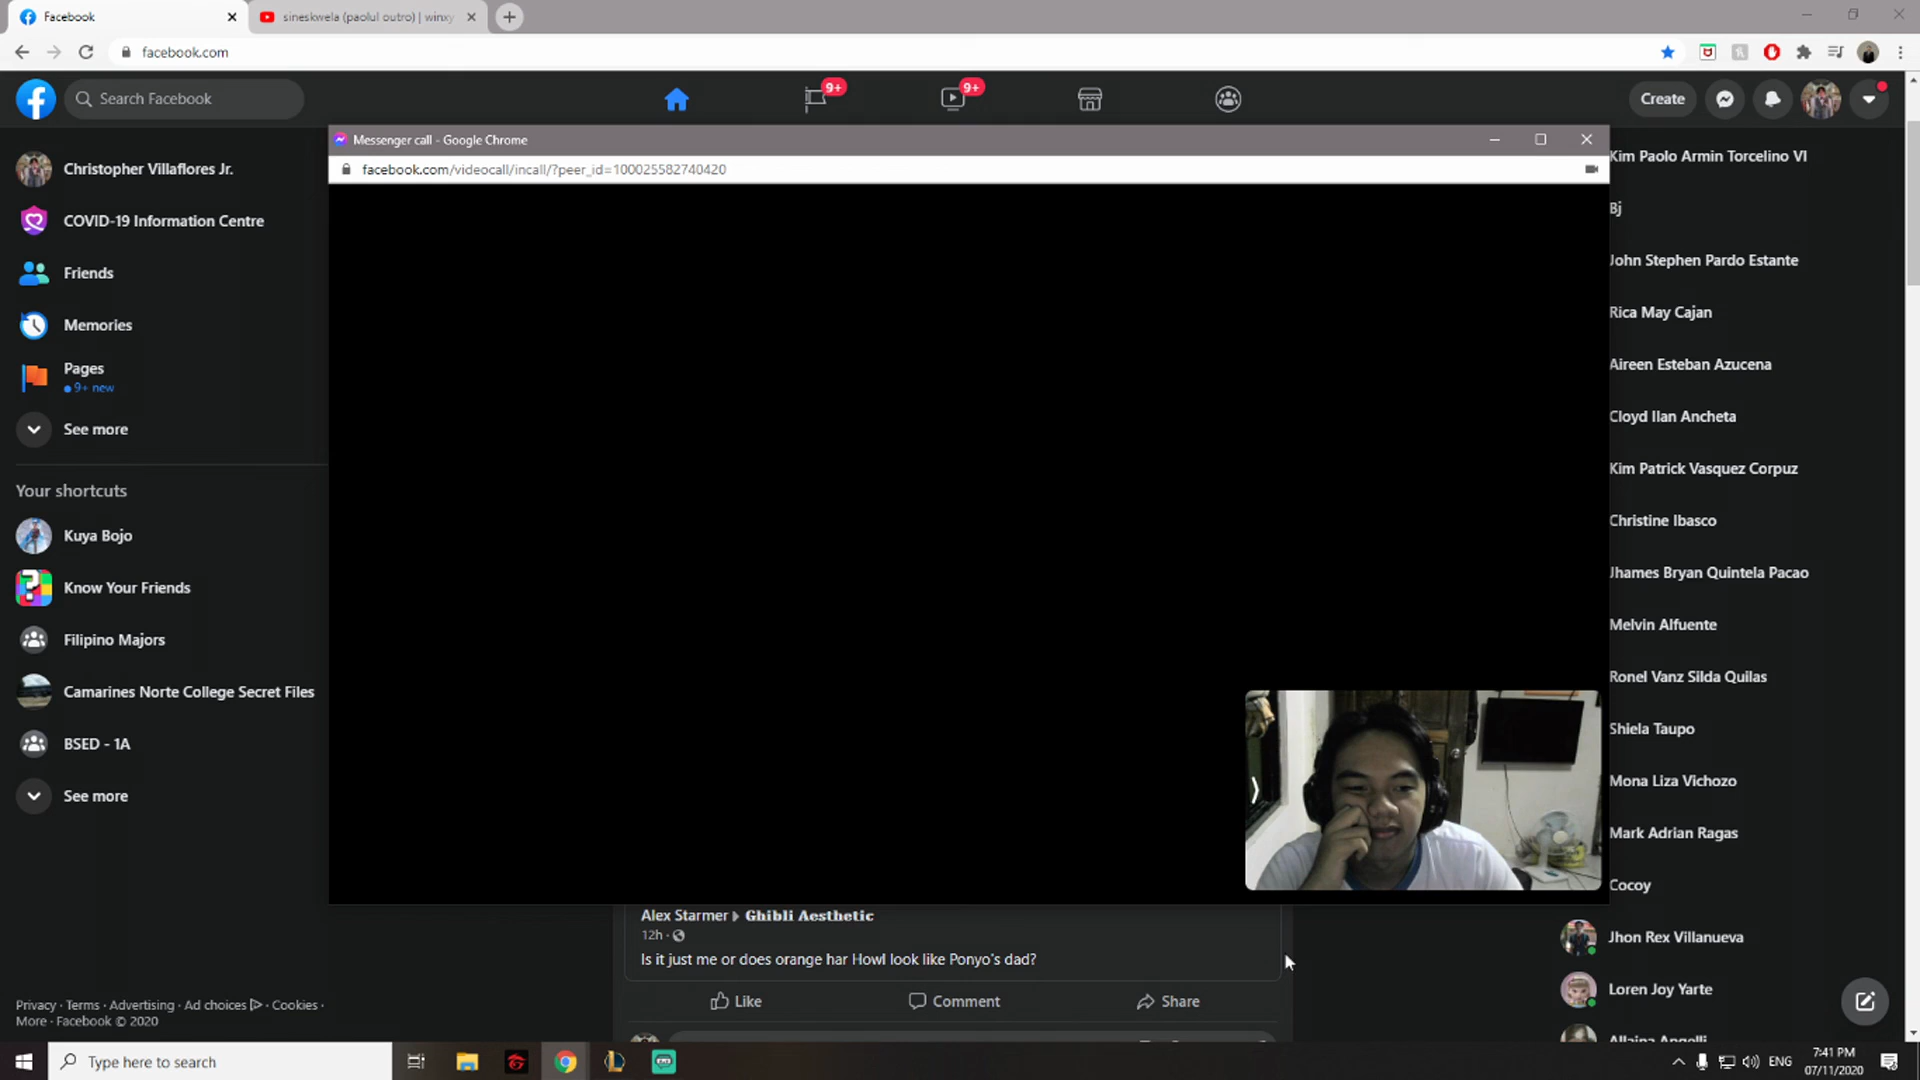 Facebook
sineskwela (paolul outro) | winxy
facebook.com
Search Facebook
9+
9+
Create
Messenger call - Google Chrome
facebook.com/videocall/incall/?peer_id=100025582740420
Christopher Villaflores Jr.
COVID-19 Information Centre
Friends
Memories
Pages
9+ new
See more
Your shortcuts
Kuya Bojo
Know Your Friends
Filipino Majors
Camarines Norte College Secret Files
BSED - 1A
See more
Privacy · Terms · Advertising · Ad choices · Cookies ·
More · Facebook © 2020
Alex Starmer Ghibli Aesthetic
12h ·
Is it just me or does orange har Howl look like Ponyo's dad?
Like
Comment
Share
Kim Paolo Armin Torcelino VI
Bj
John Stephen Pardo Estante
Rica May Cajan
Aireen Esteban Azucena
Cloyd Ilan Ancheta
Kim Patrick Vasquez Corpuz
Christine Ibasco
Jhames Bryan Quintela Pacao
Melvin Alfuente
Ronel Vanz Silda Quilas
Shiela Taupo
Mona Liza Vichozo
Mark Adrian Ragas
Cocoy
Jhon Rex Villanueva
Loren Joy Yarte
Type here to search
ENG
7:41 PM
07/11/2020